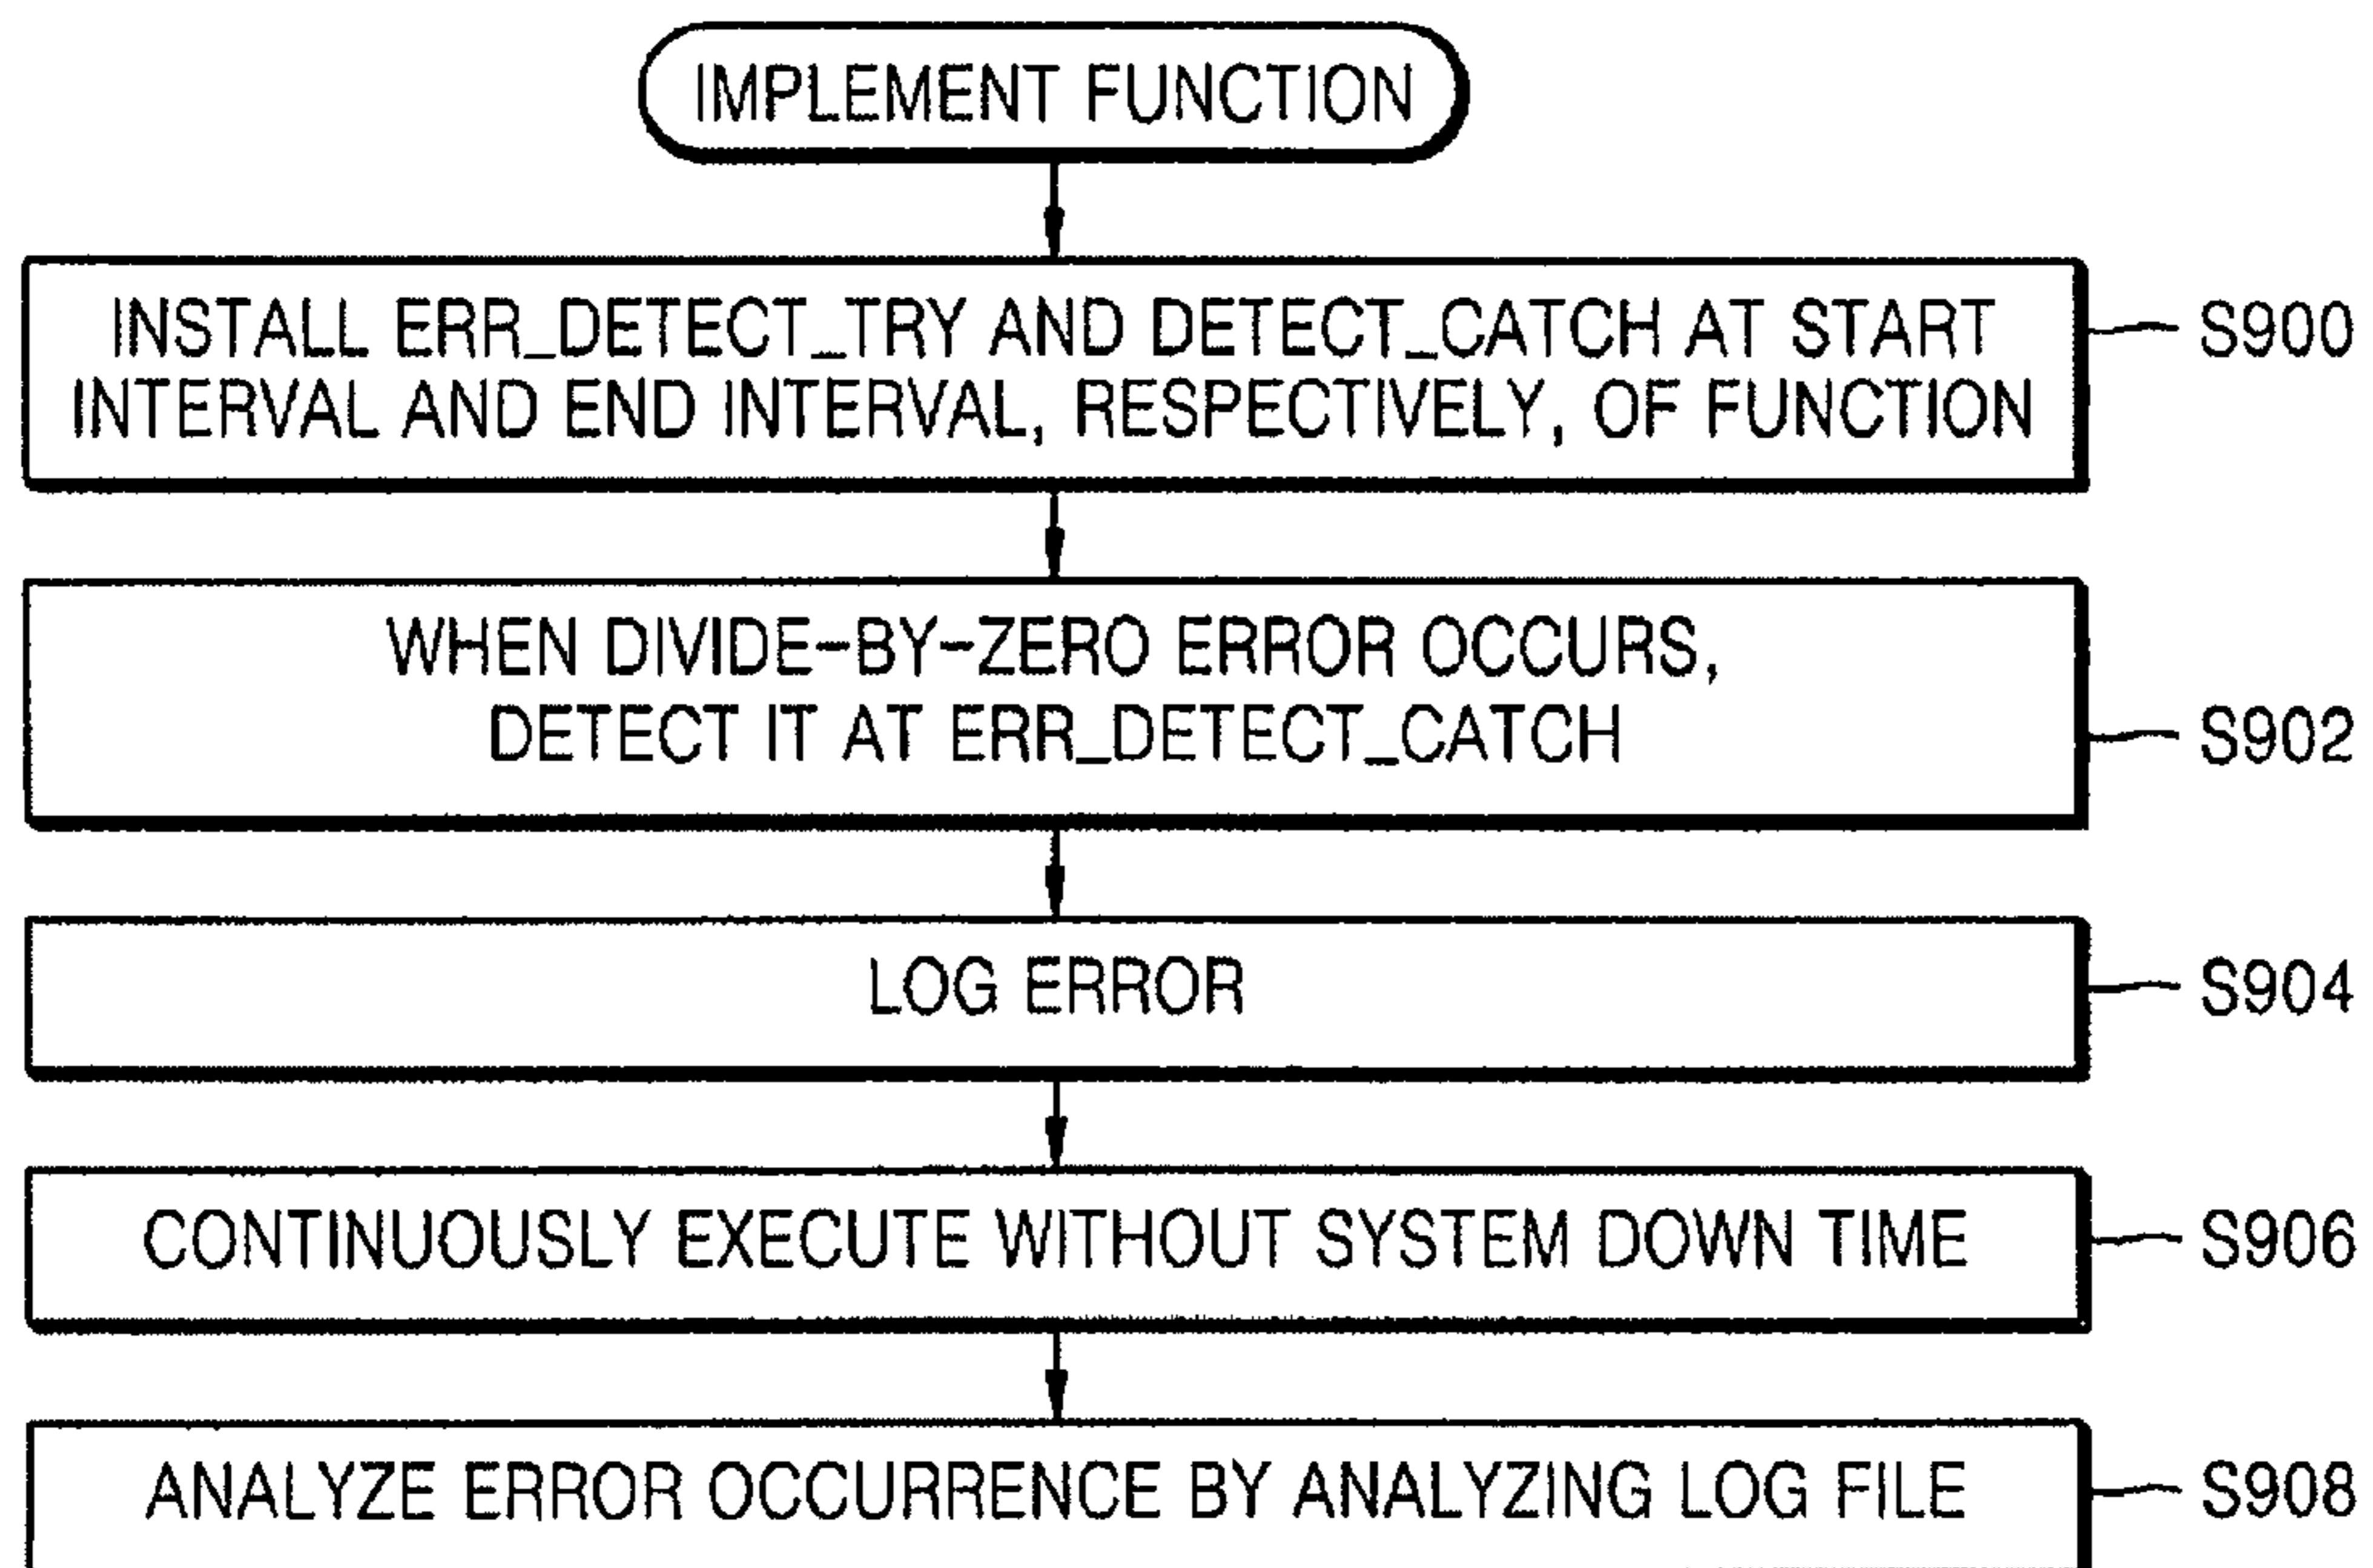 IMPLEMENT FUNCTION
INSTALL ERR_DETECT_TRY AND DETECT_CATCH AT START
INTERVAL AND END INTERVAL, RESPECTIVELY, OF FUNCTION
S900
WHEN DIVIDE-BY-ZERO ERROR OCCURS,
DETECT IT AT ERR_DETECT_CATCH
S902
LOG ERROR
S904
CONTINUOUSLY EXECUTE WITHOUT SYSTEM DOWN TIME
S906
ANALYZE ERROR OCCURRENCE BY ANALYZING LOG FILE
S908